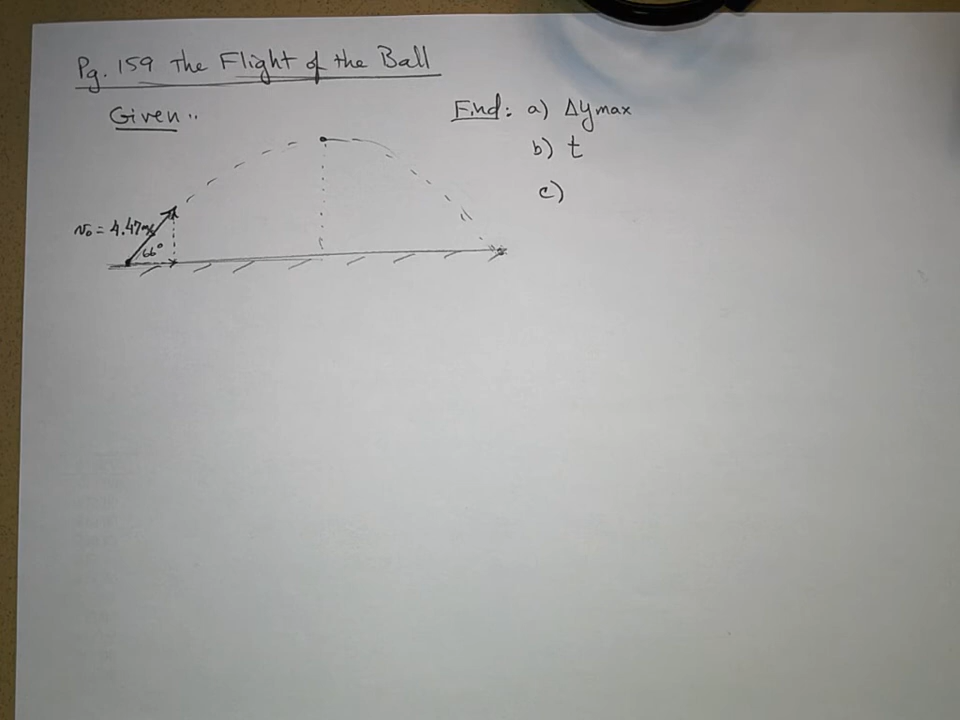 Pg. 159 The Flight of the Ball
Given:
Find: a) Δymax
b) t
c)
v₀ = 4.47 m/s
66°